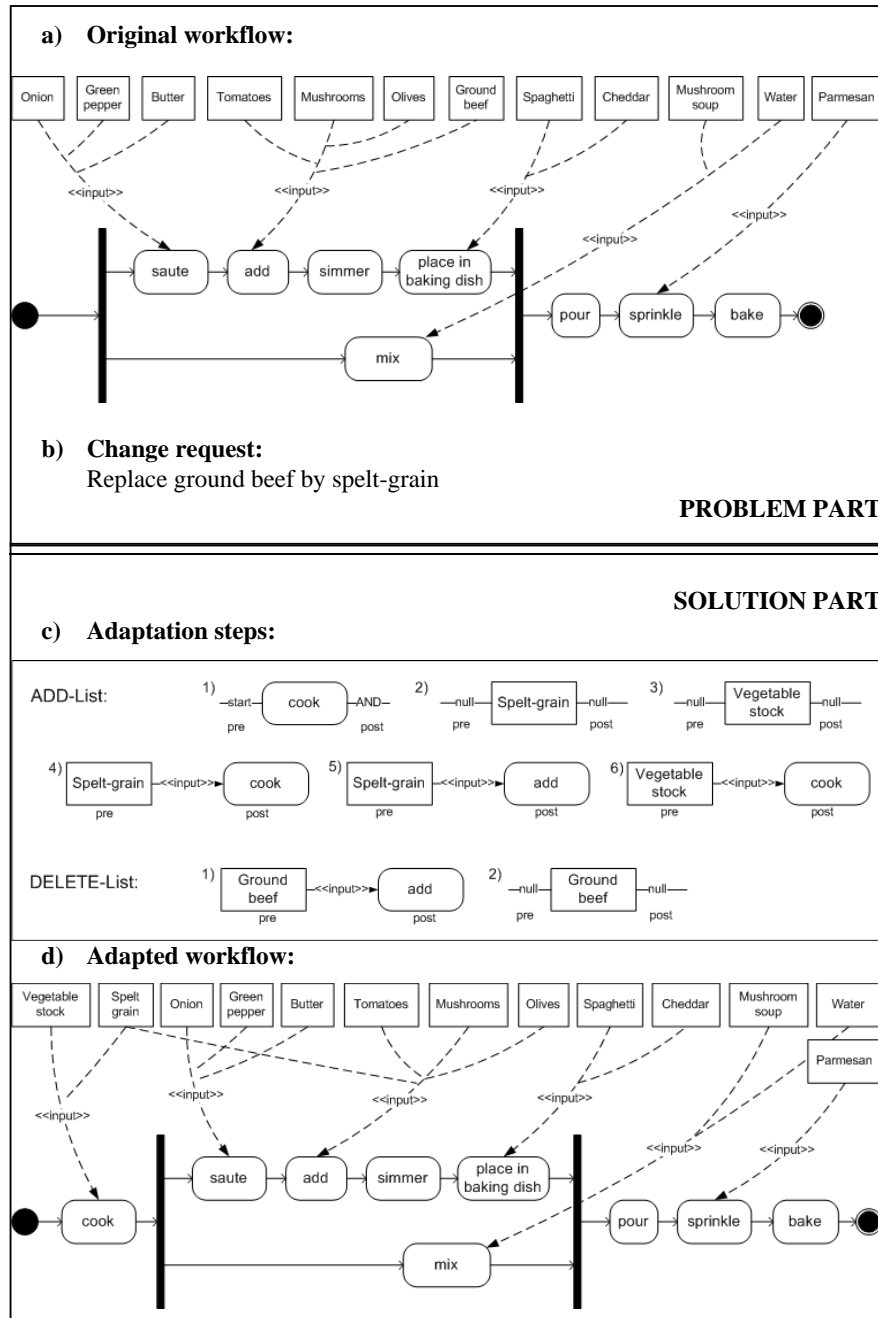 a) Original workflow:
Onion
Green
pepper
Butter
Tomatoes
Mushrooms
Olives
Ground
beef
Spaghetti
Cheddar
Mushroom
soup
Water
Parmesan
<<input>>
<<input>>
<<input>>
<<input>>
<<input>>
saute
add
simmer
place in
baking dish
pour
sprinkle
bake
mix
b) Change request:
Replace ground beef by spelt-grain
PROBLEM PART
SOLUTION PART
c) Adaptation steps:
ADD-List:
1)
start
cook
AND
pre
post
2)
null
Spelt-grain
null
pre
post
3)
null
Vegetable
stock
null
pre
post
4)
Spelt-grain
<<input>>
cook
pre
post
5)
Spelt-grain
<<input>>
add
pre
post
6)
Vegetable
stock
<<input>>
cook
pre
post
DELETE-List:
1)
Ground
beef
<<input>>
add
pre
post
2)
null
Ground
beef
null
pre
post
d) Adapted workflow:
Vegetable
stock
Spelt
grain
Onion
Green
pepper
Butter
Tomatoes
Mushrooms
Olives
Spaghetti
Cheddar
Mushroom
soup
Water
Parmesan
<<input>>
<<input>>
<<input>>
<<input>>
<<input>>
<<input>>
saute
add
simmer
place in
baking dish
cook
pour
sprinkle
bake
mix